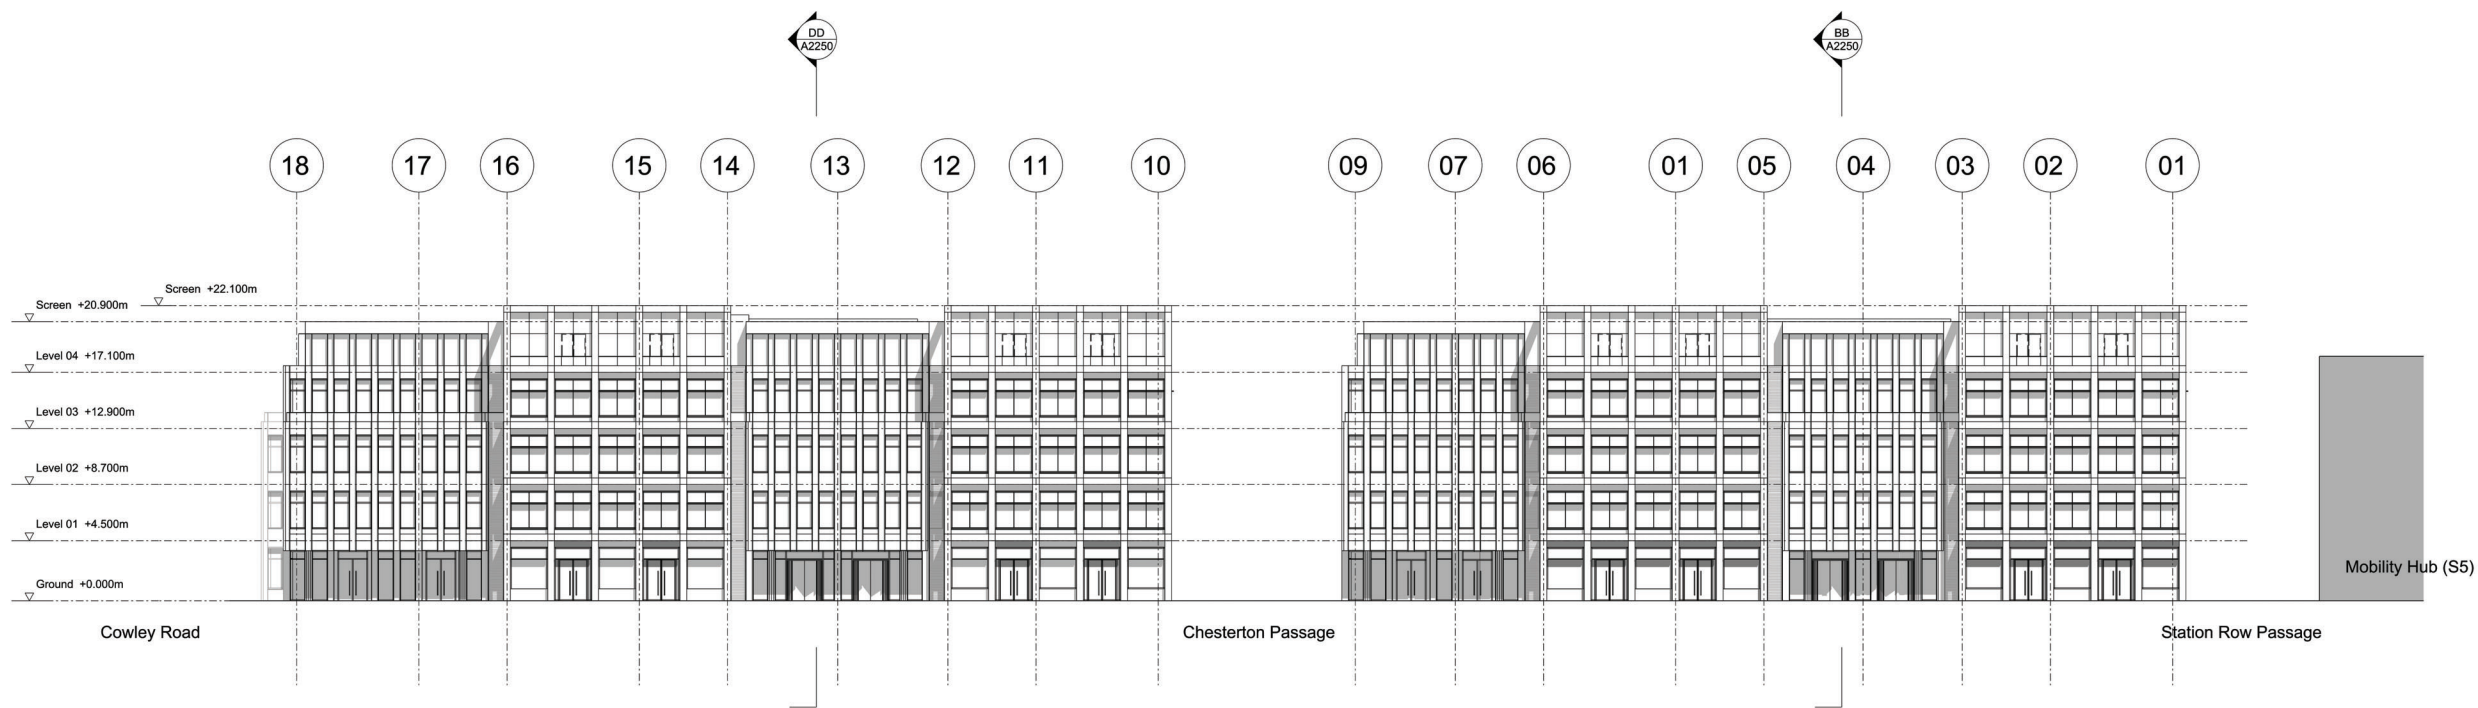 DD
A2250
BB
A2250
18
17
16
15
14
13
12
11
10
09
07
06
01
05
04
03
02
01
Screen +22.100m
Screen +20.900m
Level 04 +17.100m
Level 03 +12.900m
Level 02 +8.700m
Level 01 +4.500m
Mobility Hub (S5)
Ground +0.000m
Cowley Road
Chesterton Passage
Station Row Passage